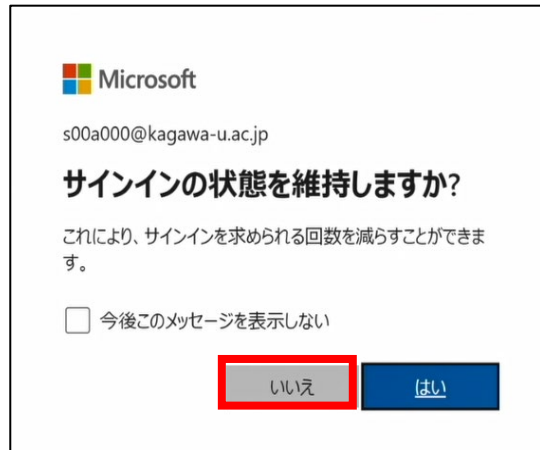 Microsoft
s00a000@kagawa-u.ac.jp
サインインの状態を維持しますか?
これにより、サインインを求められる回数を減らすことができま
す。
今後このメッセージを表示しない
いいえ はい